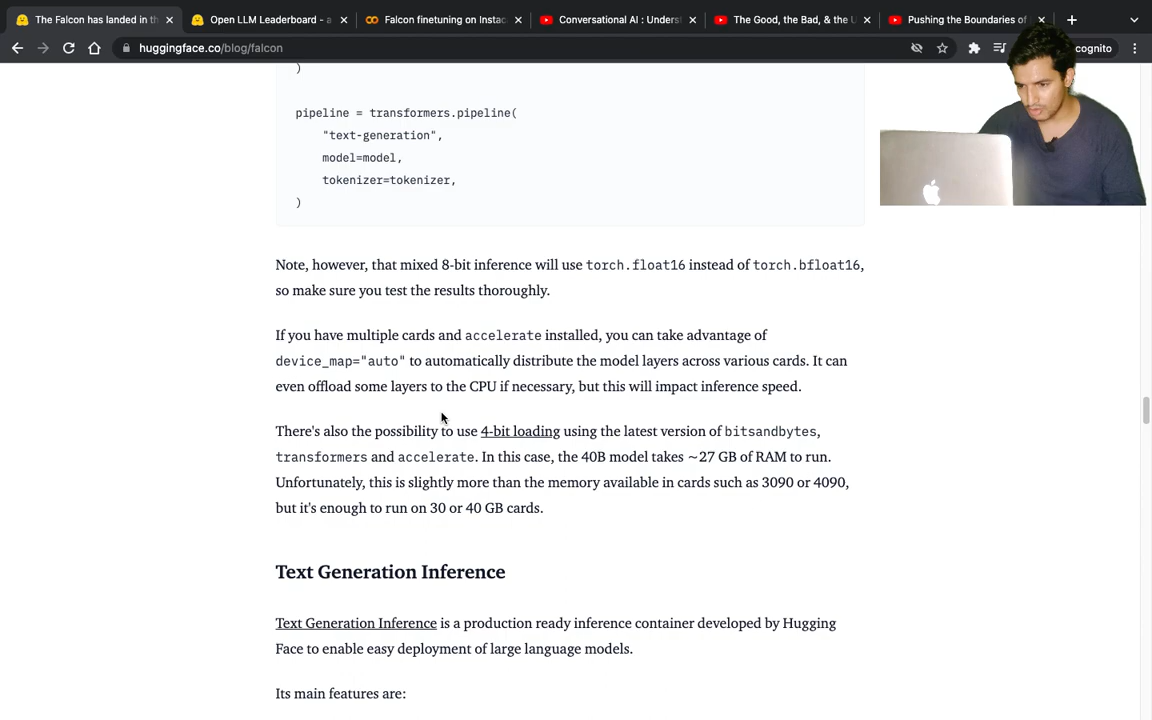 The Falcon has landed in th
Open LLM Leaderboard - a
Falcon finetuning on Instac
Conversational AI : Unders
The Good, the Bad, & the U
Pushing the Boundaries of
huggingface.co/blog/falcon
cognito
)
pipeline = transformers.pipeline(
"text-generation",
model=model,
tokenizer=tokenizer,
)
Note, however, that mixed 8-bit inference will use torch.float16 instead of torch.bfloat16,
so make sure you test the results thoroughly.
If you have multiple cards and accelerate installed, you can take advantage of
device_map="auto" to automatically distribute the model layers across various cards. It can
even offload some layers to the CPU if necessary, but this will impact inference speed.
There's also the possibility to use 4-bit loading using the latest version of bitsandbytes,
transformers and accelerate. In this case, the 40B model takes ~27 GB of RAM to run.
Unfortunately, this is slightly more than the memory available in cards such as 3090 or 4090,
but it's enough to run on 30 or 40 GB cards.
Text Generation Inference
Text Generation Inference is a production ready inference container developed by Hugging
Face to enable easy deployment of large language models.
Its main features are: